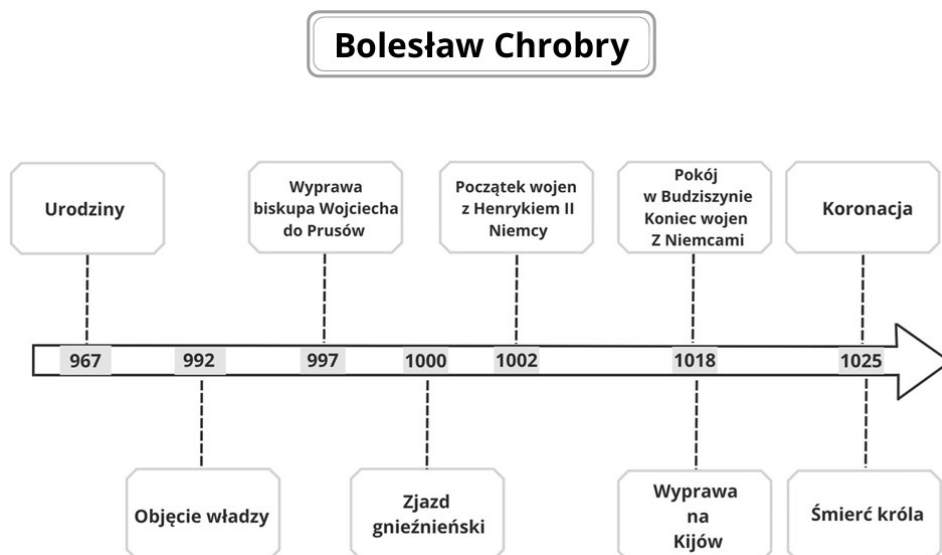 Bolesław Chrobry
Urodziny
Wyprawa
biskupa Wojciecha
do Prusów
Początek wojen
z Henrykiem II
Niemcy
Pokój
w Budziszynie
Koniec wojen
Z Niemcami
Koronacja
967
992
997
1000
1002
1018
1025
Objęcie władzy
Zjazd
gnieźnieński
Wyprawa
na
Kijów
Śmierć króla